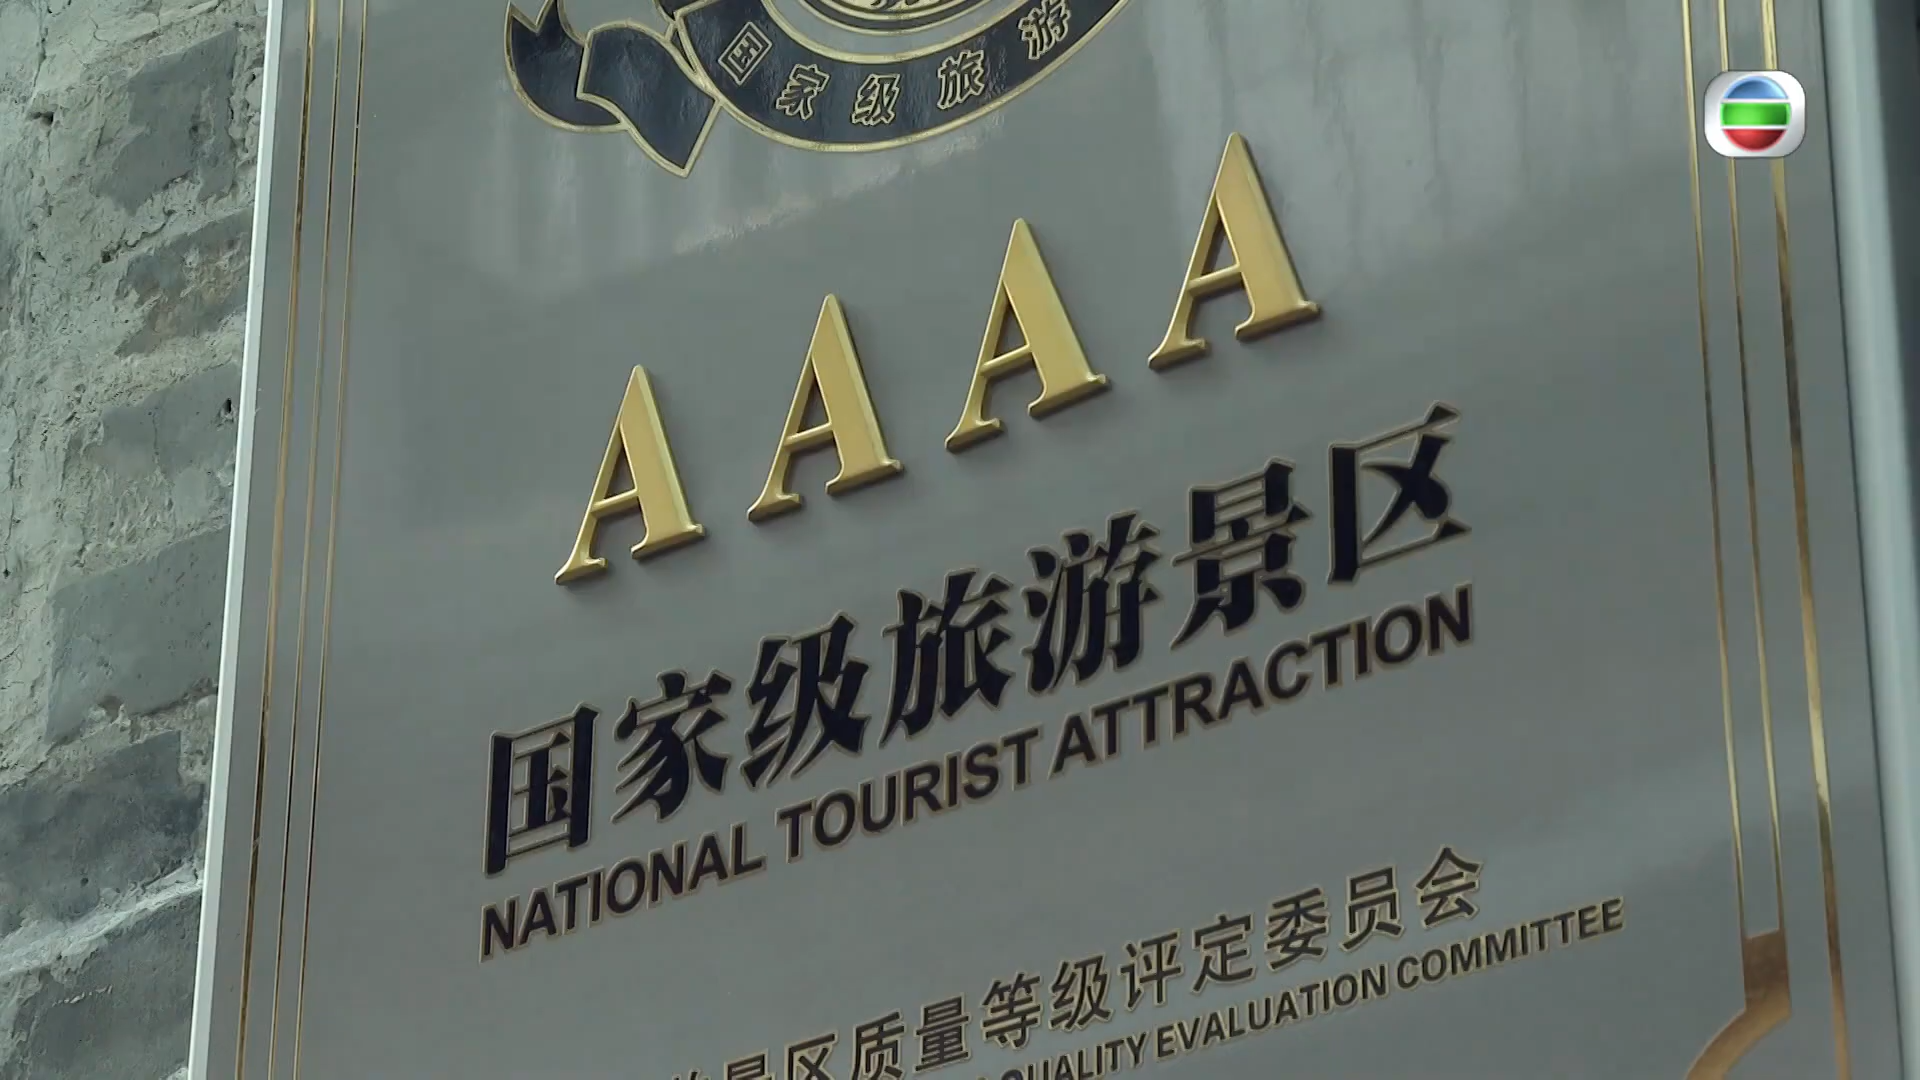 国家级旅游
AAAA
国家级旅游景区
NATIONAL TOURIST ATTRACTION
景区质量等级评定委员会
QUALITY EVALUATION COMMITTEE